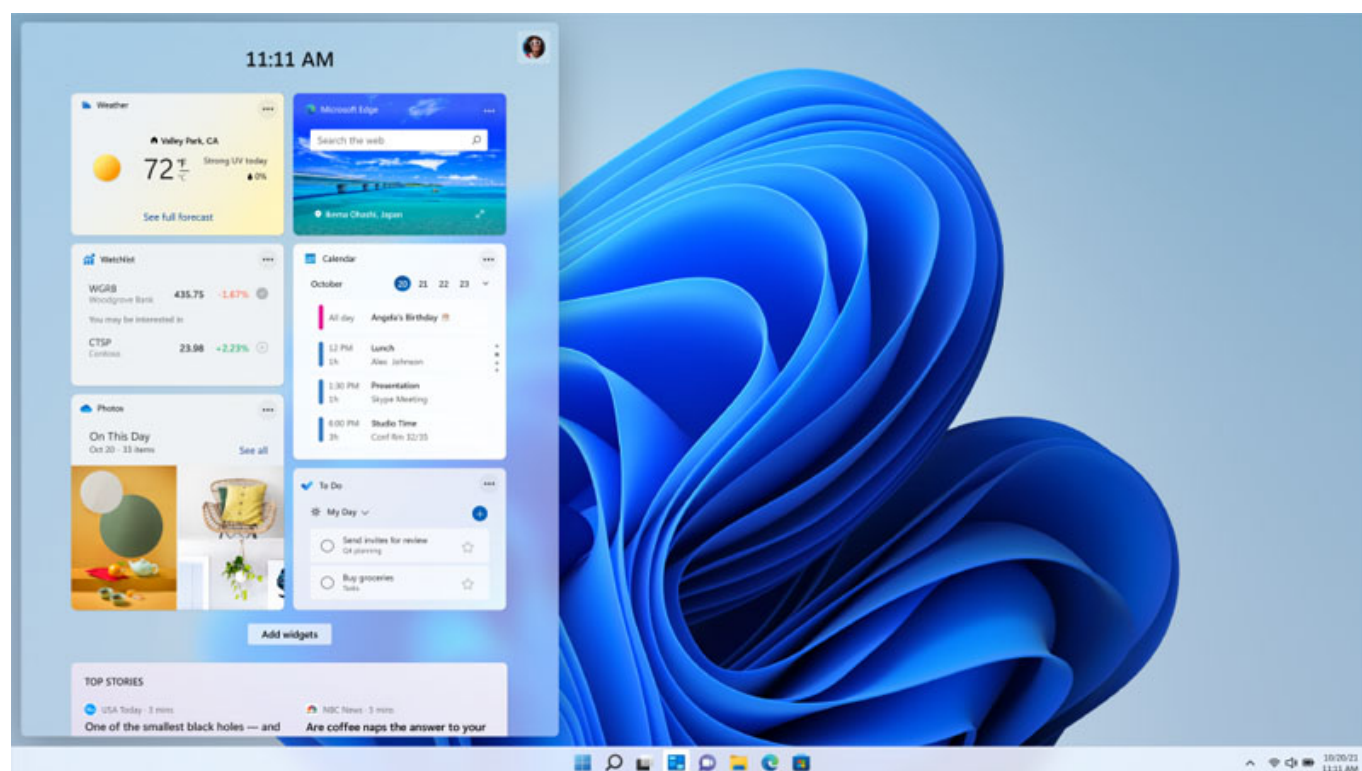 11:11 AM
Weather
Valley Park, CA
72 °F
°C
Strong UV today
0%
See full forecast
Microsoft Edge
Search the web
Ikema Ohashi, Japan
Watchlist
WGRB
Woodgrove Bank
435.75 -1.67%
You may be interested in
CTSP
Contoso
23.98 +2.23%
Calendar
October 20 21 22 23
All day Angela's Birthday
12 PM Lunch
1h Alex Johnson
1:30 PM Presentation
1h Skype Meeting
6:00 PM Studio Time
3h Conf Rm 32/35
Photos
On This Day
Oct 20 · 33 items
See all
To Do
My Day
Send invites for review
Q4 planning
Buy groceries
Tasks
Add widgets
TOP STORIES
USA Today · 3 mins
One of the smallest black holes — and
NBC News · 5 mins
Are coffee naps the answer to your
10/20/21
11:11 AM